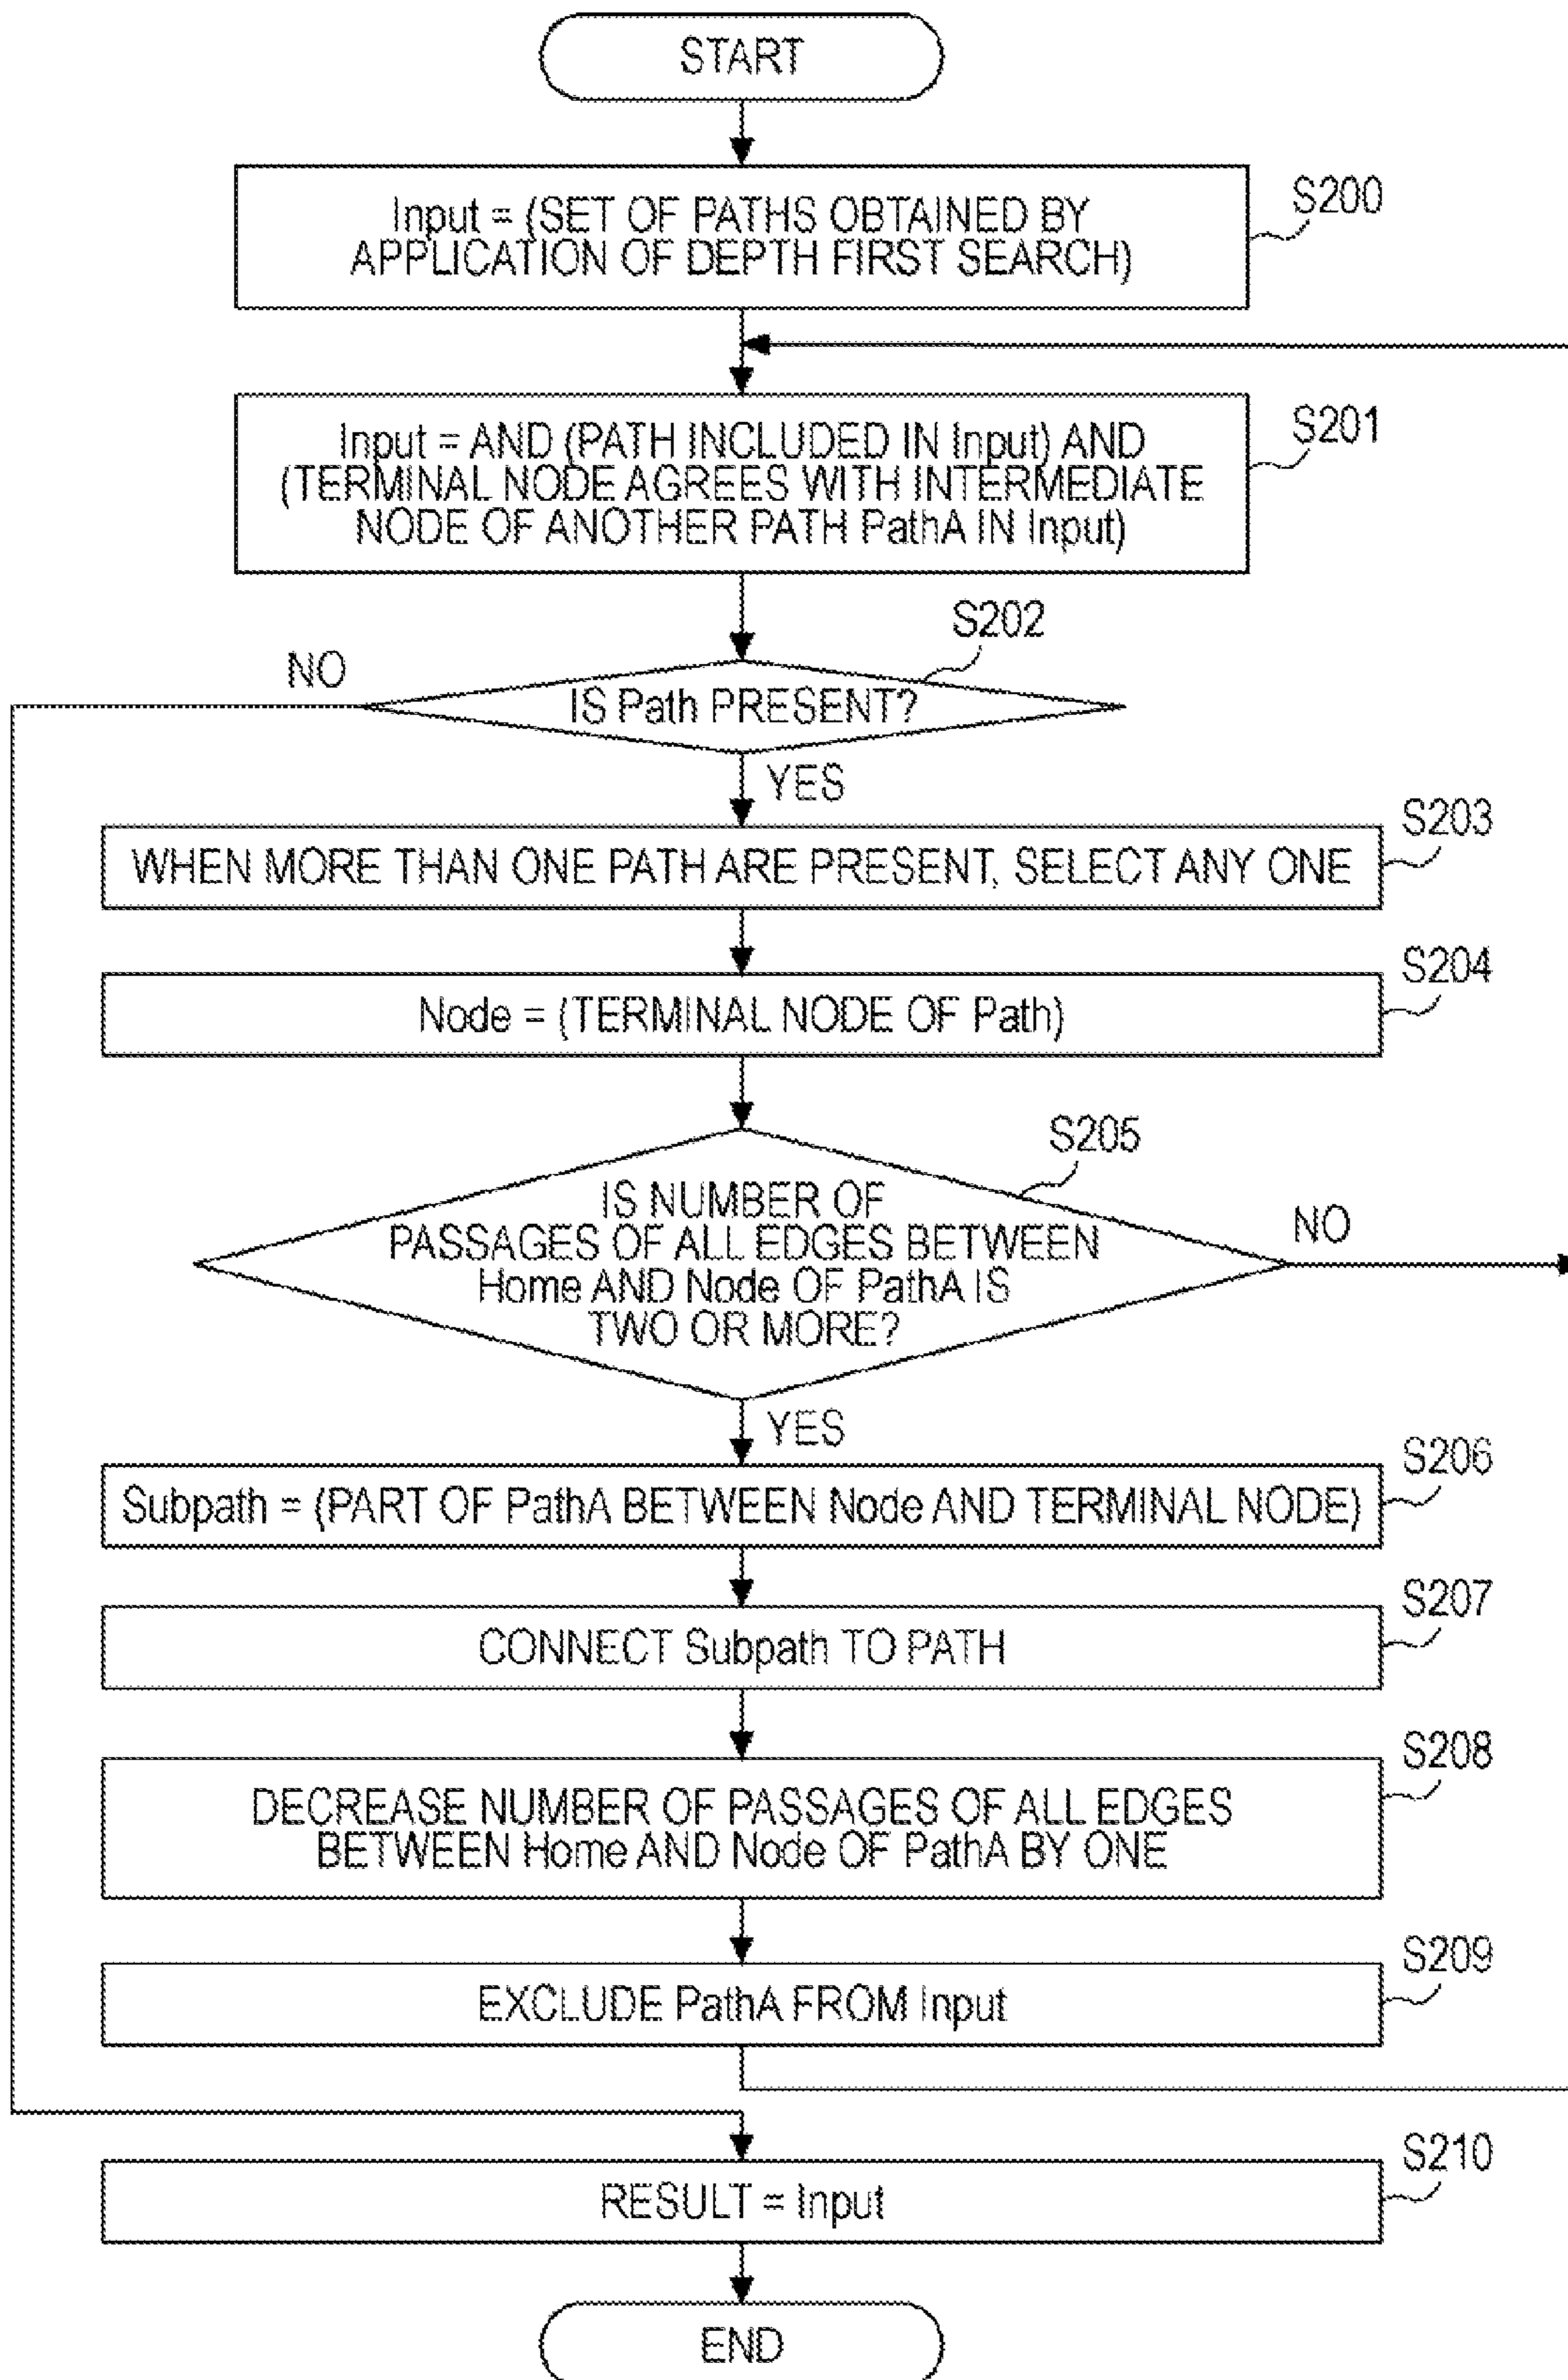 START
S200
Input = (SET OF PATHS OBTAINED BY
APPLICATION OF DEPTH FIRST SEARCH)
S201
Input = AND (PATH INCLUDED IN Input) AND
(TERMINAL NODE AGREES WITH INTERMEDIATE
NODE OF ANOTHER PATH PathA IN Input)
S202
NO
IS Path PRESENT?
YES
S203
WHEN MORE THAN ONE PATH ARE PRESENT, SELECT ANY ONE
S204
Node = (TERMINAL NODE OF Path)
S205
IS NUMBER OF
PASSAGES OF ALL EDGES BETWEEN
Home AND Node OF PathA IS
TWO OR MORE?
NO
YES
S206
Subpath = (PART OF PathA BETWEEN Node AND TERMINAL NODE)
S207
CONNECT Subpath TO PATH
S208
DECREASE NUMBER OF PASSAGES OF ALL EDGES
BETWEEN Home AND Node OF PathA BY ONE
S209
EXCLUDE PathA FROM Input
S210
RESULT = Input
END